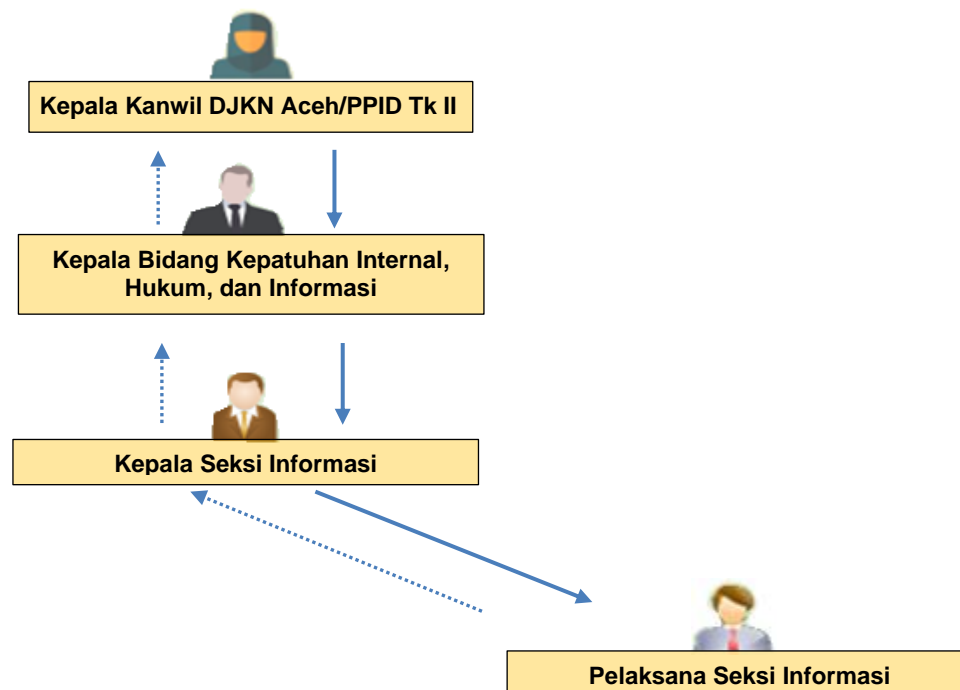 Kepala Kanwil DJKN Aceh/PPID Tk II
Kepala Bidang Kepatuhan Internal,
Hukum, dan Informasi
Kepala Seksi Informasi
Pelaksana Seksi Informasi